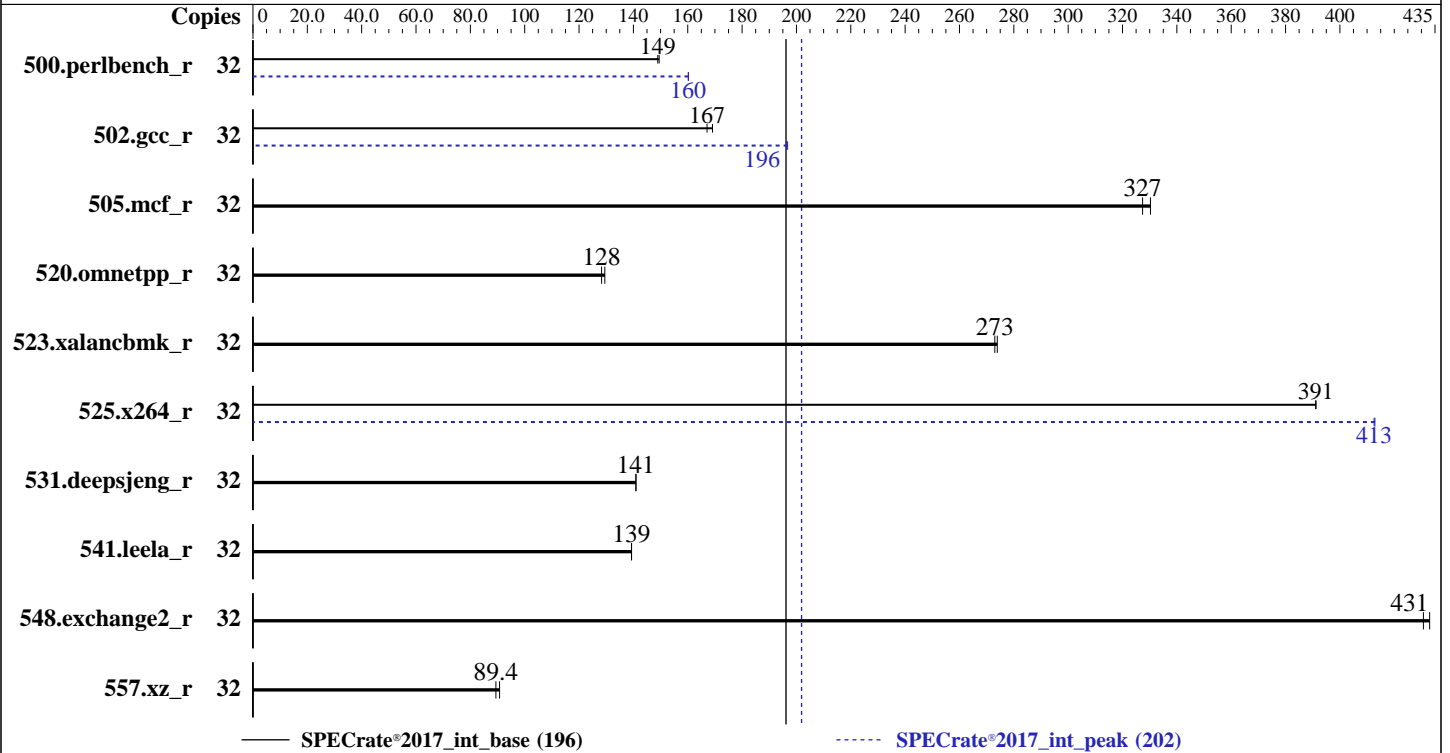 Copies 0 20.0 40.0 60.0 80.0 100 120 140 160 180 200 220 240 260 280 300 320 340 360 380 400 435
500.perlbench_r 32 149
160
502.gcc_r 32 167
196
505.mcf_r 32 327
520.omnetpp_r 32 128
523.xalancbmk_r 32 273
525.x264_r 32 391
413
531.deepsjeng_r 32 141
541.leela_r 32 139
548.exchange2_r 32 431
557.xz_r 32 89.4
SPECrate®2017_int_base (196) SPECrate®2017_int_peak (202)